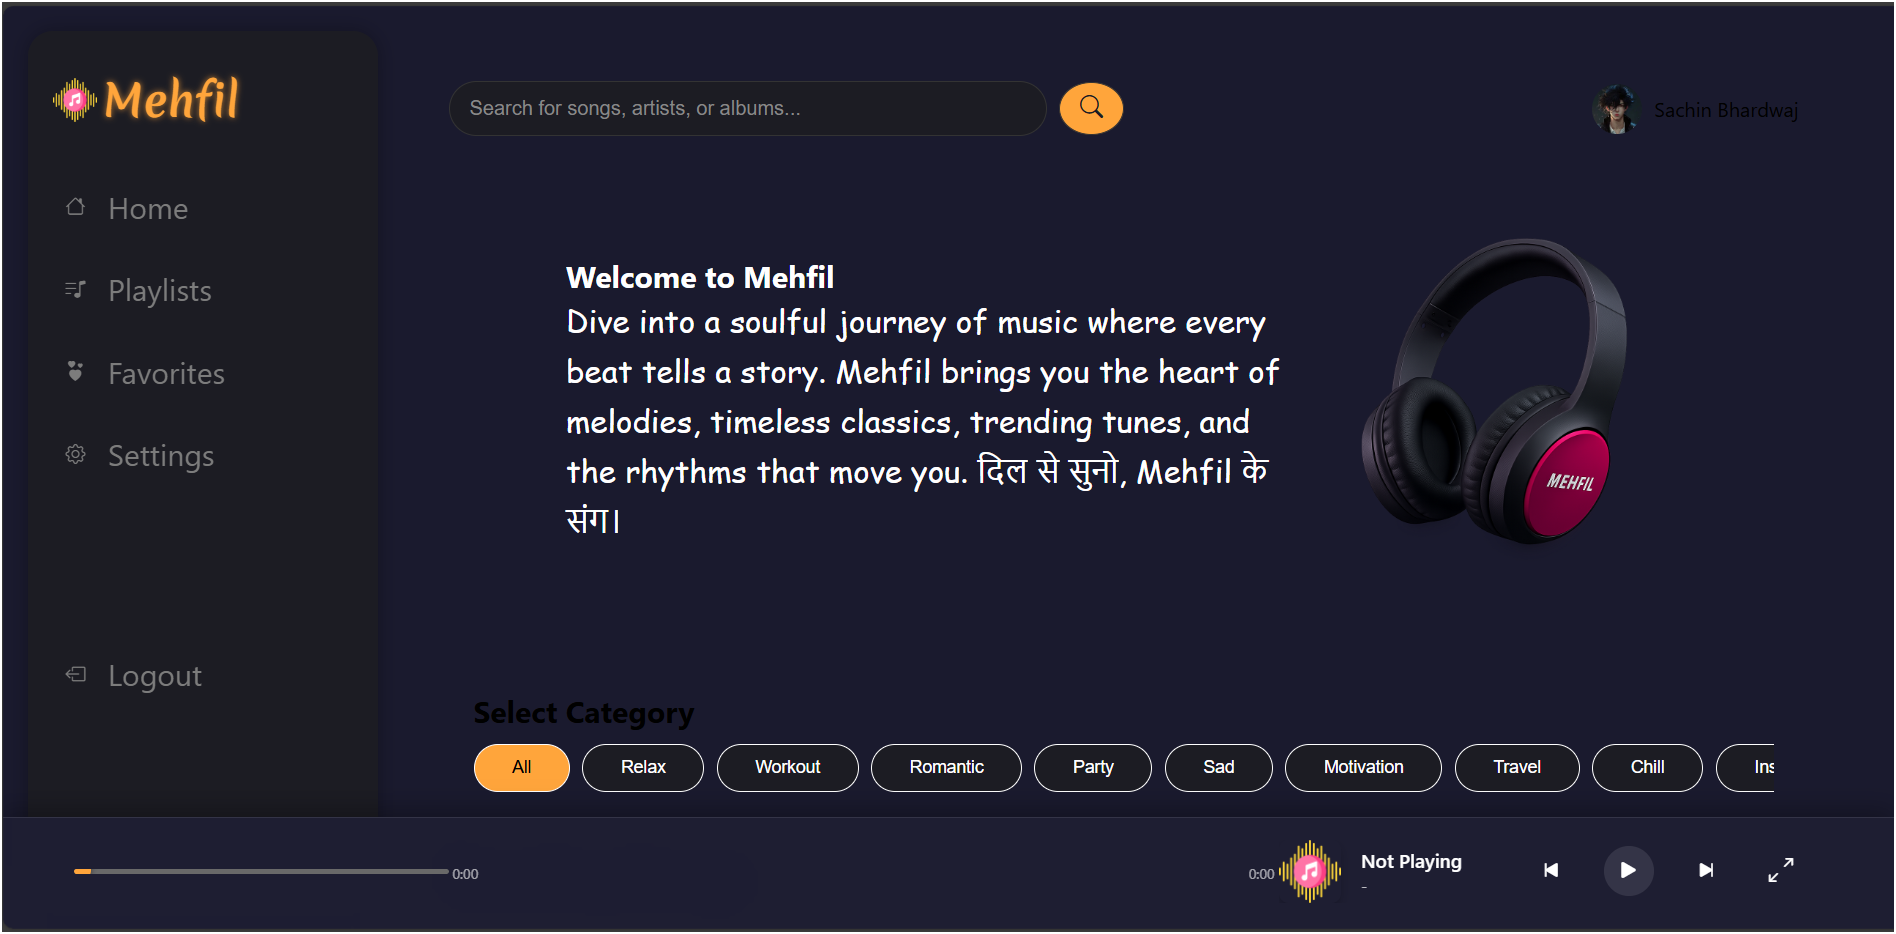 Mehfil
Search for songs, artists, or albums...
Sachin Bhardwaj
Home
Playlists
Favorites
Settings
Logout
Welcome to Mehfil
Dive into a soulful journey of music where every
beat tells a story. Mehfil brings you the heart of
melodies, timeless classics, trending tunes, and
the rhythms that move you. दिल से सुनो, Mehfil के
संग।
MEHFIL
Select Category
All Relax Workout Romantic Party Sad Motivation Travel Chill Ins
0:00 0:00 Not Playing
-